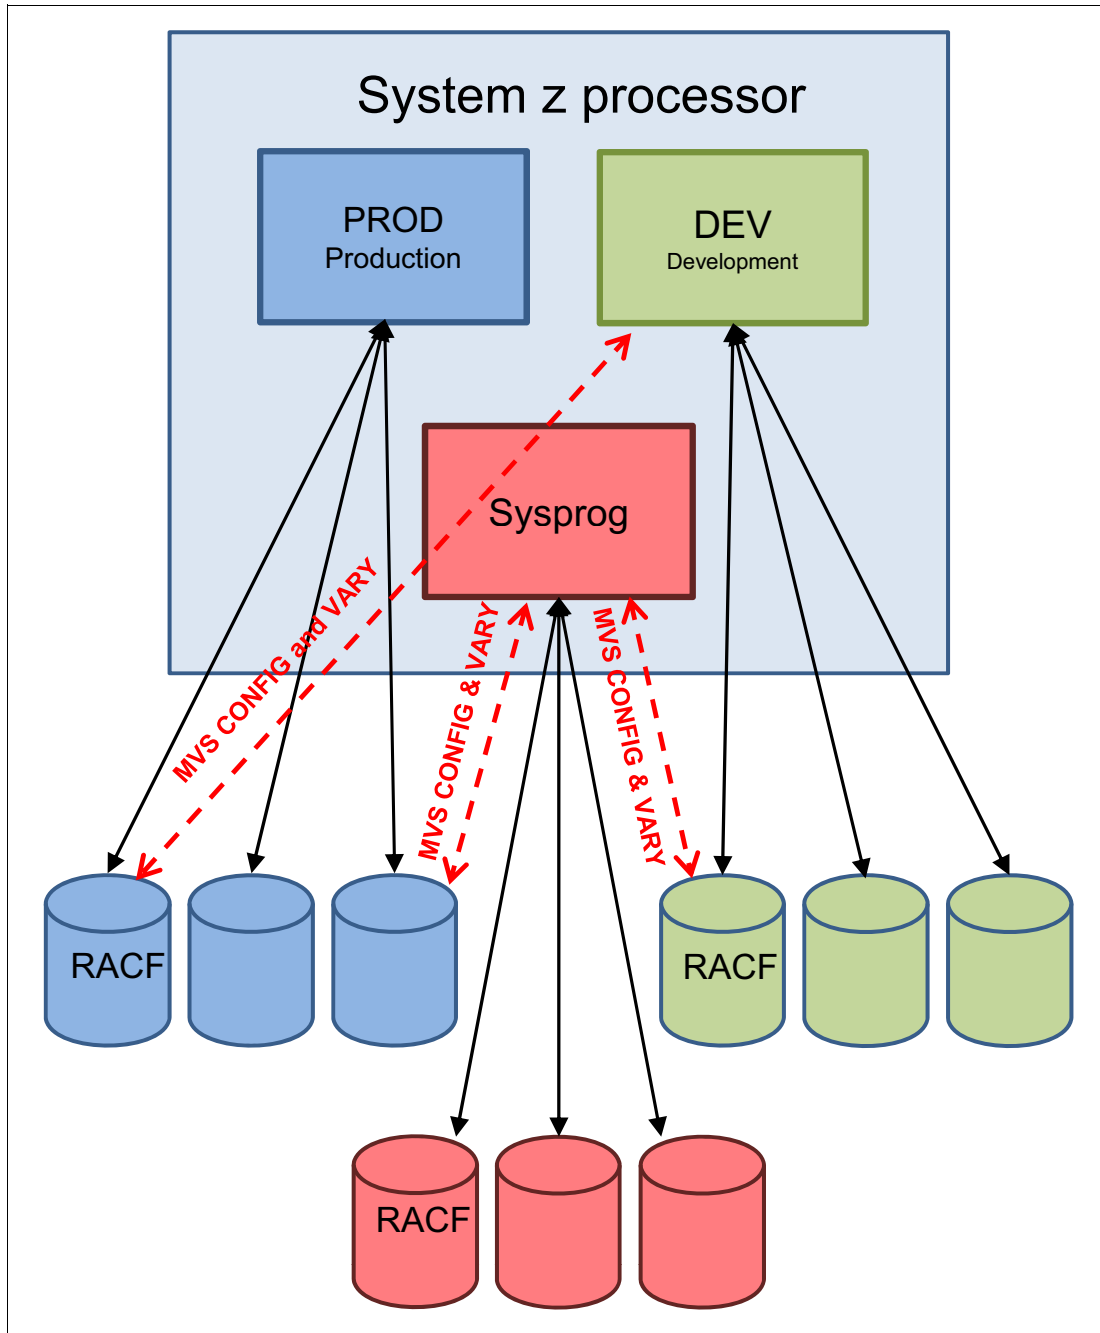 System z processor
PROD
Production
DEV
Development
Sysprog
MVS CONFIG and VARY
MVS CONFIG & VARY
MVS CONFIG & VARY
RACF
RACF
RACF